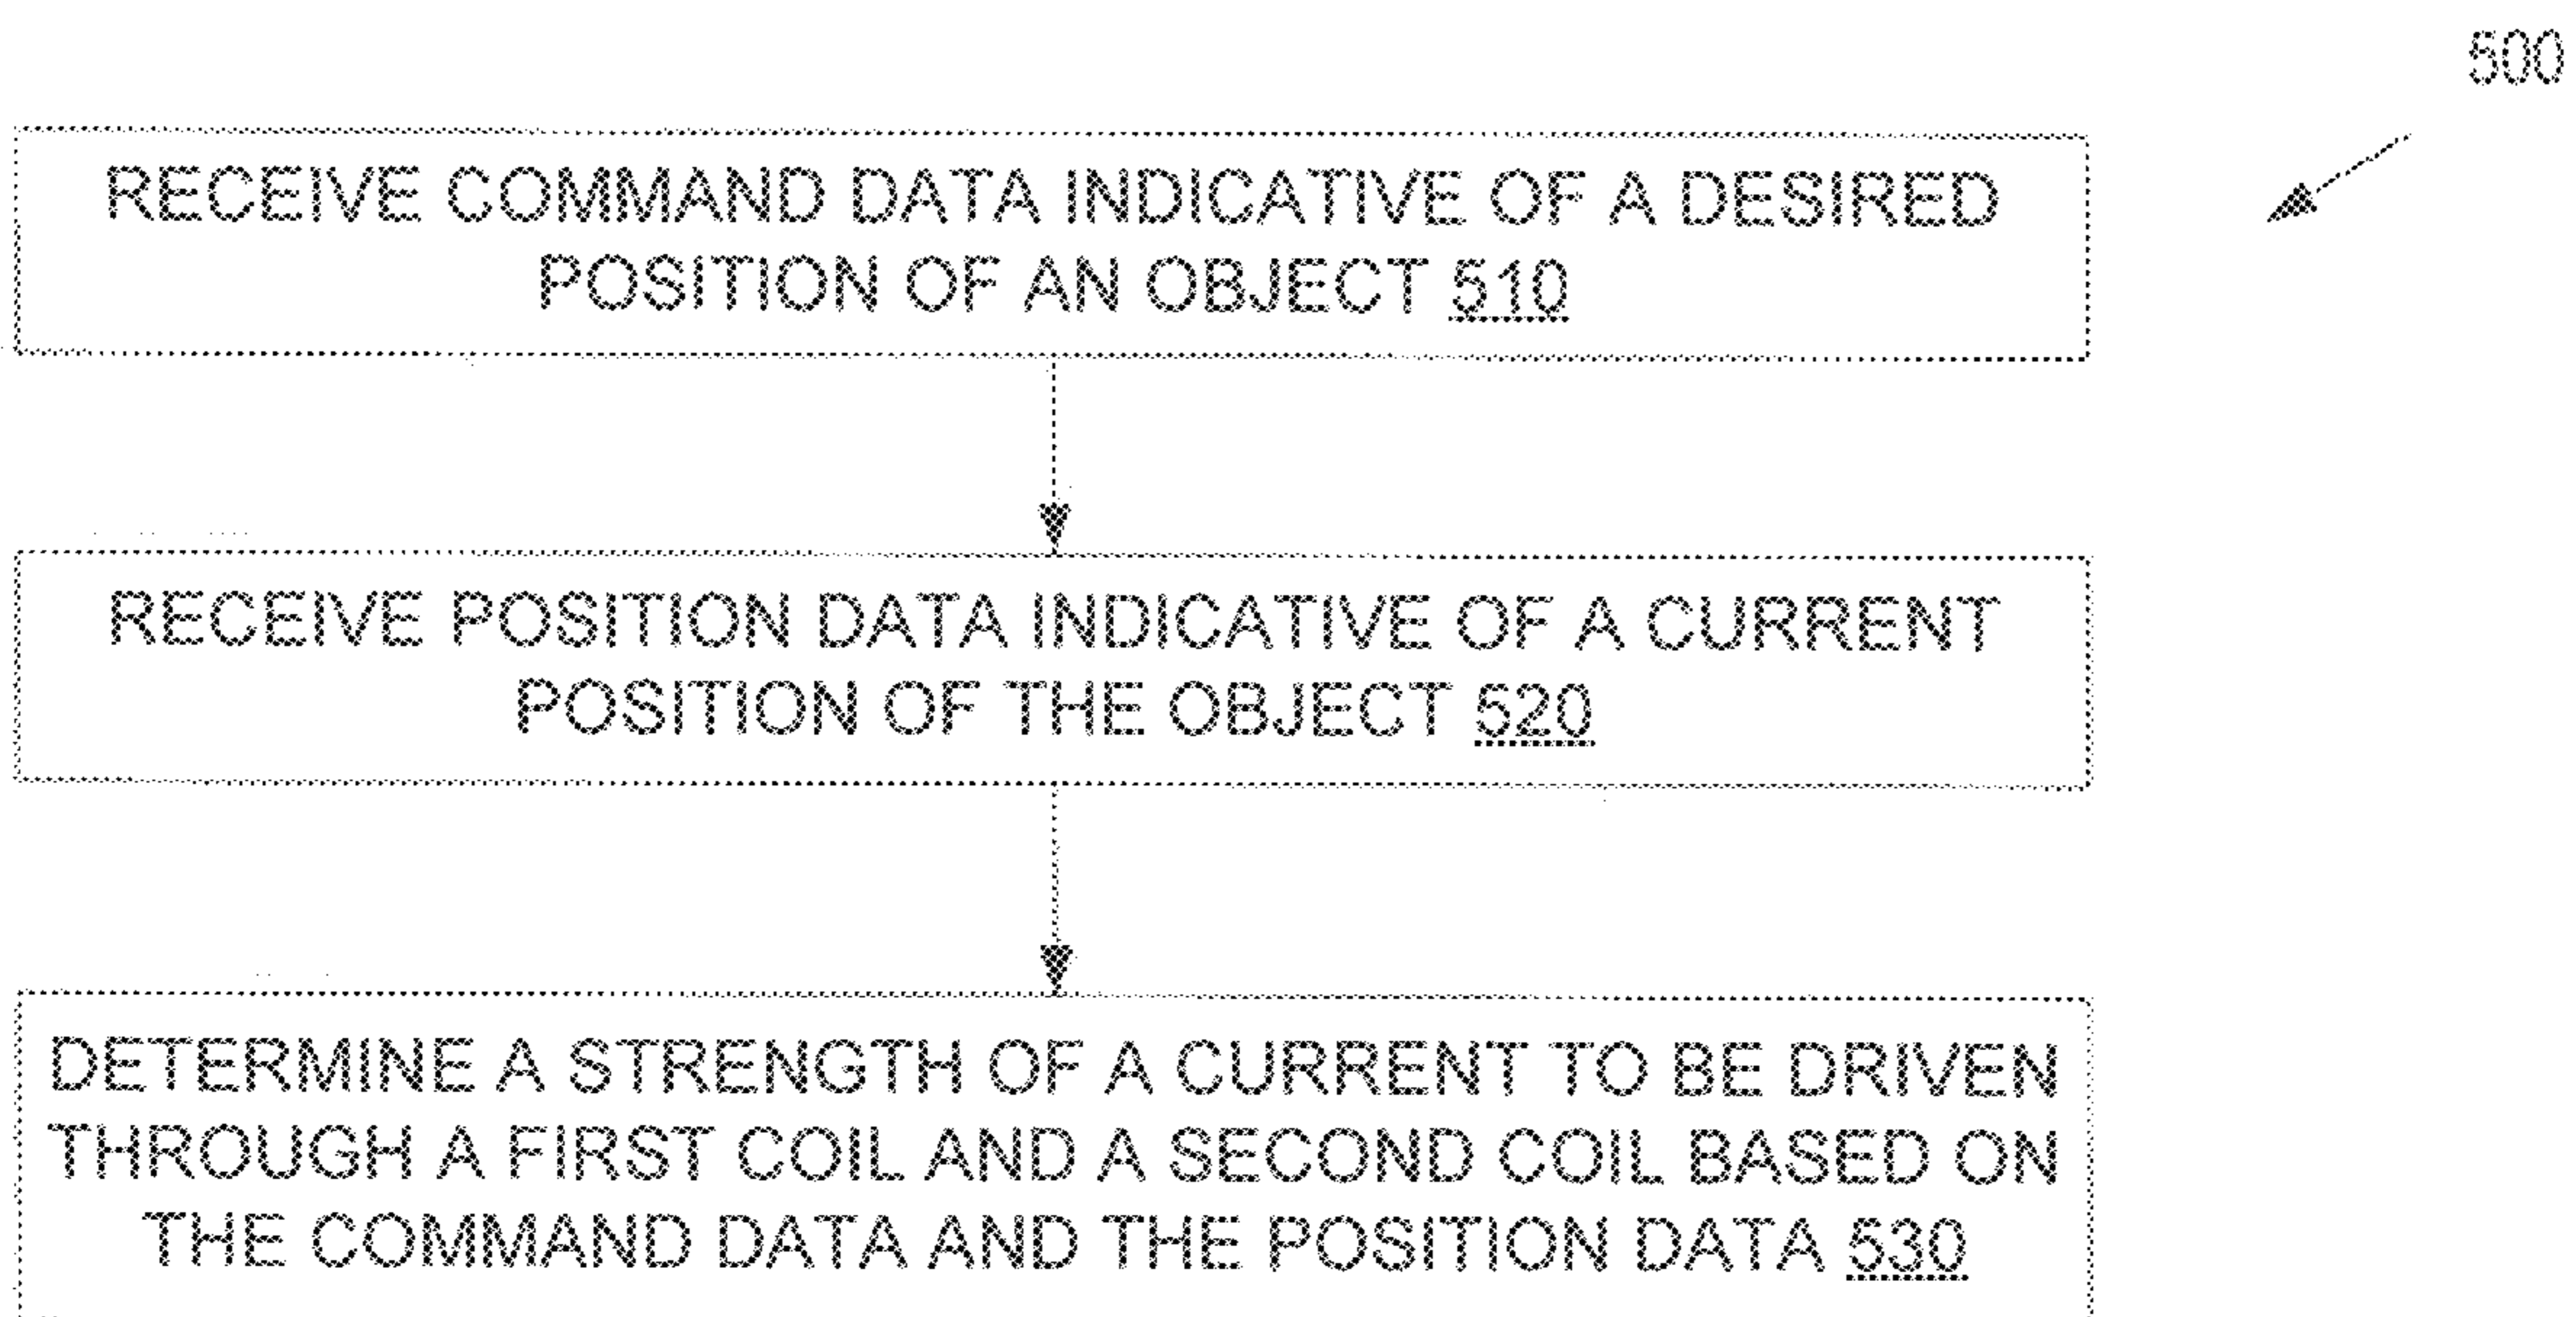 500
RECEIVE COMMAND DATA INDICATIVE OF A DESIRED
POSITION OF AN OBJECT 510
RECEIVE POSITION DATA INDICATIVE OF A CURRENT
POSITION OF THE OBJECT 520
DETERMINE A STRENGTH OF A CURRENT TO BE DRIVEN
THROUGH A FIRST COIL AND A SECOND COIL BASED ON
THE COMMAND DATA AND THE POSITION DATA 530